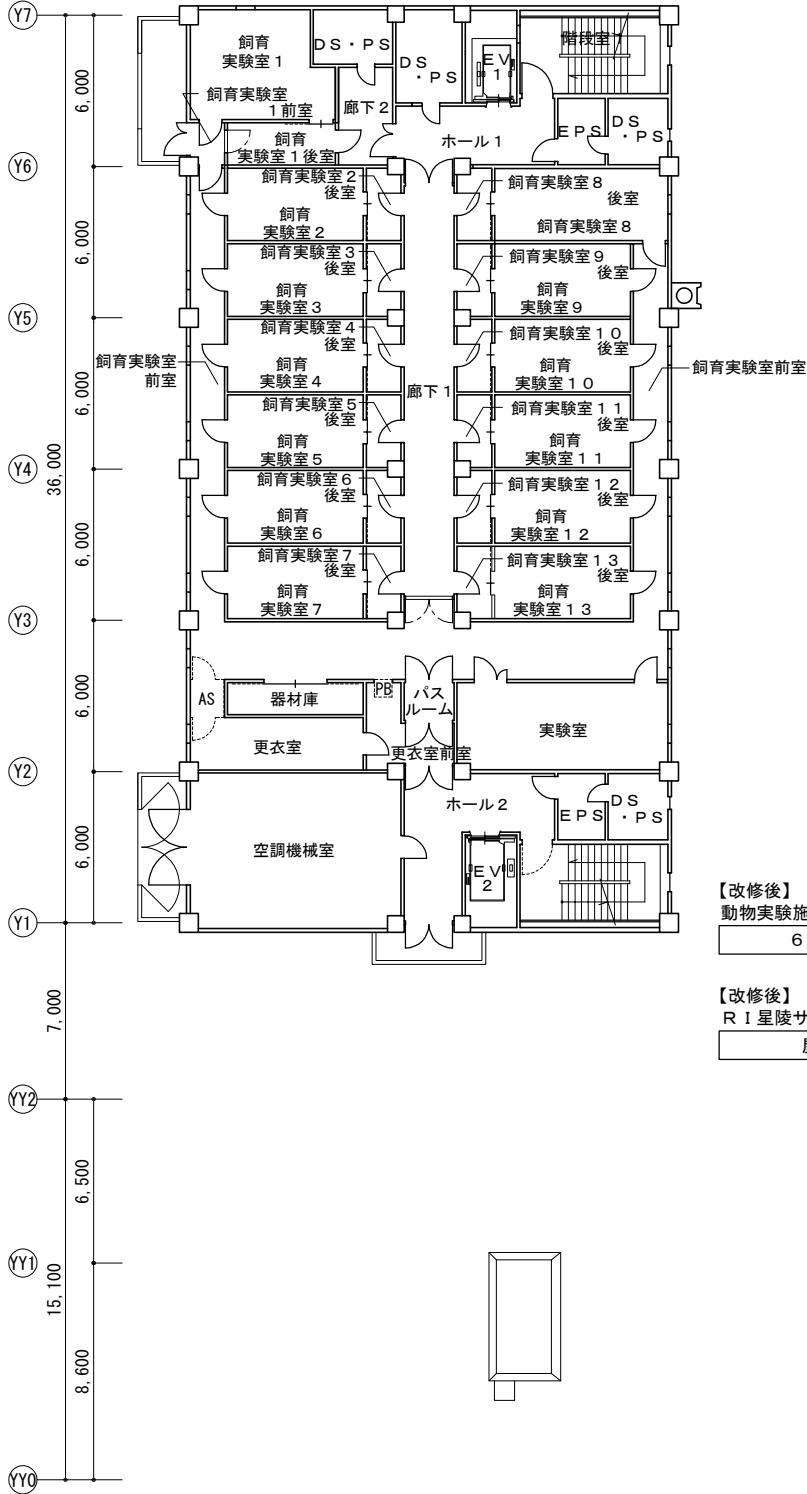 Y7
6,000
Y6
6,000
Y5
6,000
36,000
Y4
6,000
Y3
6,000
Y2
6,000
Y1
7,000
YY2
6,500
YY1
15,100
8,600
YY0
飼育
実験室1
DS・PS
DS
・PS
EV
1
階段室1
飼育実験室
1前室
廊下2
飼育
実験室1後室
ホール1
EPS
DS
・PS
飼育実験室2
後室
飼育
実験室2
飼育実験室8
後室
飼育実験室8
飼育実験室3
後室
飼育
実験室3
飼育実験室9
後室
飼育
実験室9
飼育実験室4
後室
飼育
実験室4
飼育実験室10
後室
飼育
実験室10
飼育実験室
前室
廊下1
飼育実験室前室
飼育実験室5
後室
飼育
実験室5
飼育実験室11
後室
飼育
実験室11
飼育実験室6
後室
飼育
実験室6
飼育実験室12
後室
飼育
実験室12
飼育実験室7
後室
飼育
実験室7
飼育実験室13
後室
飼育
実験室13
AS
器材庫
PB
パス
ルーム
実験室
更衣室
更衣室前室
ホール2
EPS
DS
・PS
空調機械室
EV
2
【改修後】
動物実験施
6
【改修後】
RI星陵サ